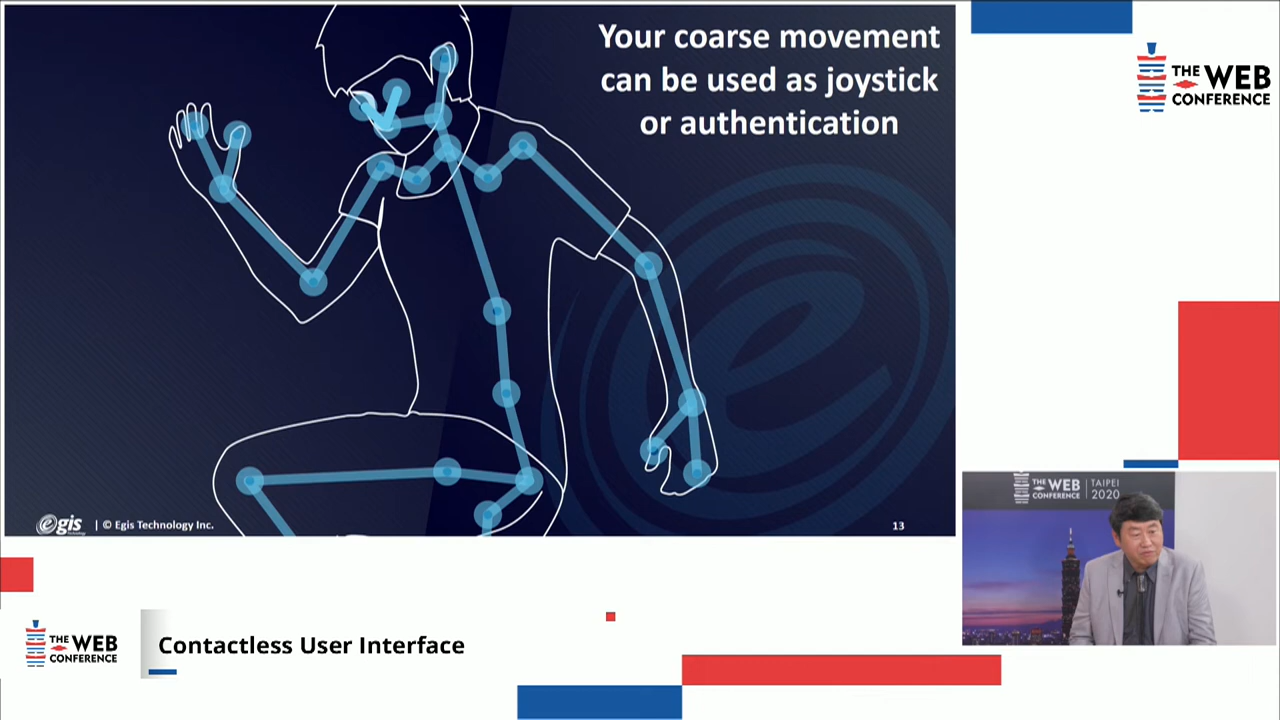 Your coarse movement
can be used as joystick
or authentication
THE WEB
CONFERENCE
egis
Technology
| © Egis Technology Inc.
13
THE WEB
CONFERENCE
TAIPEI
2020
THE WEB
CONFERENCE
Contactless User Interface